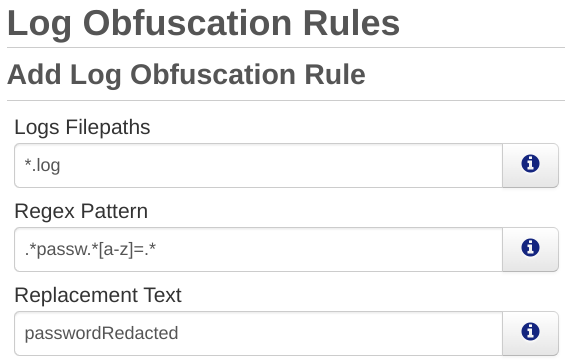 Log Obfuscation Rules
Add Log Obfuscation Rule
Logs Filepaths
*.log
Regex Pattern
.*passw.*[a-z]=.*
Replacement Text
passwordRedacted